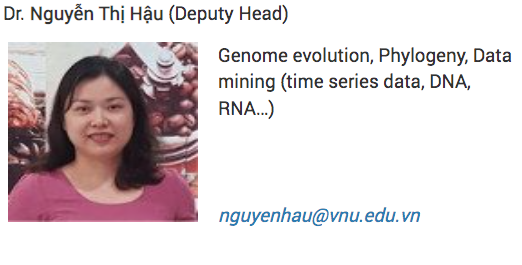 Dr. Nguyễn Thị Hậu (Deputy Head)
Genome evolution, Phylogeny, Data
mining (time series data, DNA,
RNA...)
nguyenhau@vnu.edu.vn